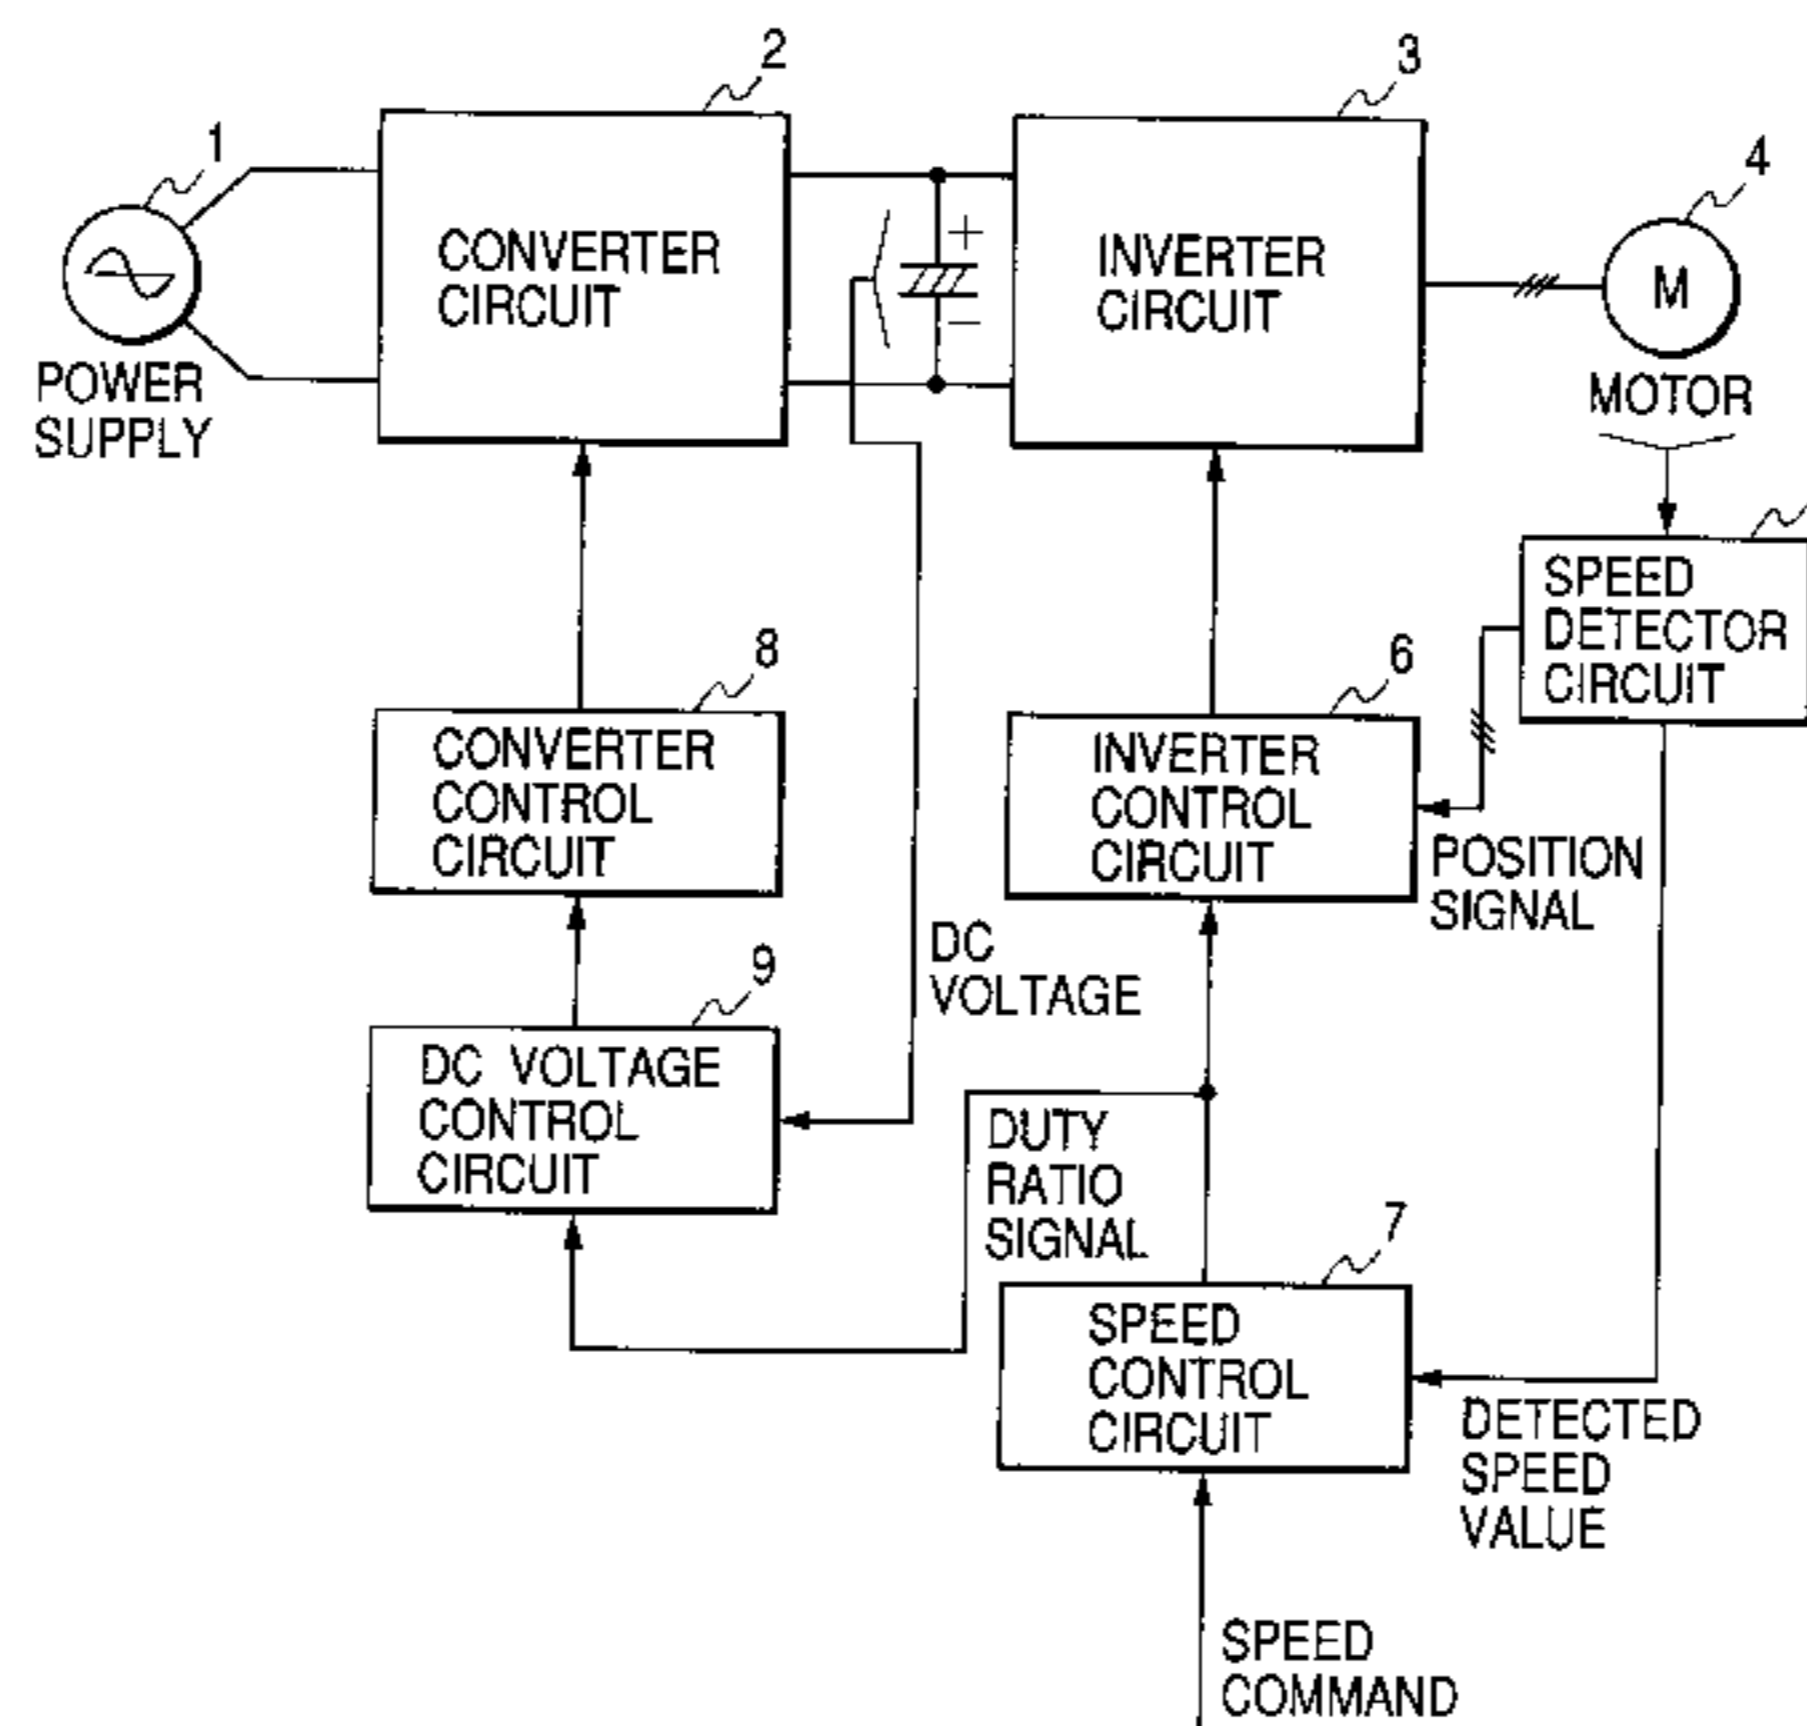 2
3
1
4
CONVERTER
CIRCUIT
+
−
INVERTER
CIRCUIT
M
POWER
SUPPLY
MOTOR
SPEED
DETECTOR
CIRCUIT
8
6
CONVERTER
CONTROL
CIRCUIT
INVERTER
CONTROL
CIRCUIT
POSITION
SIGNAL
DC
VOLTAGE
9
DC VOLTAGE
CONTROL
CIRCUIT
DUTY
RATIO
SIGNAL
7
SPEED
CONTROL
CIRCUIT
DETECTED
SPEED
VALUE
SPEED
COMMAND